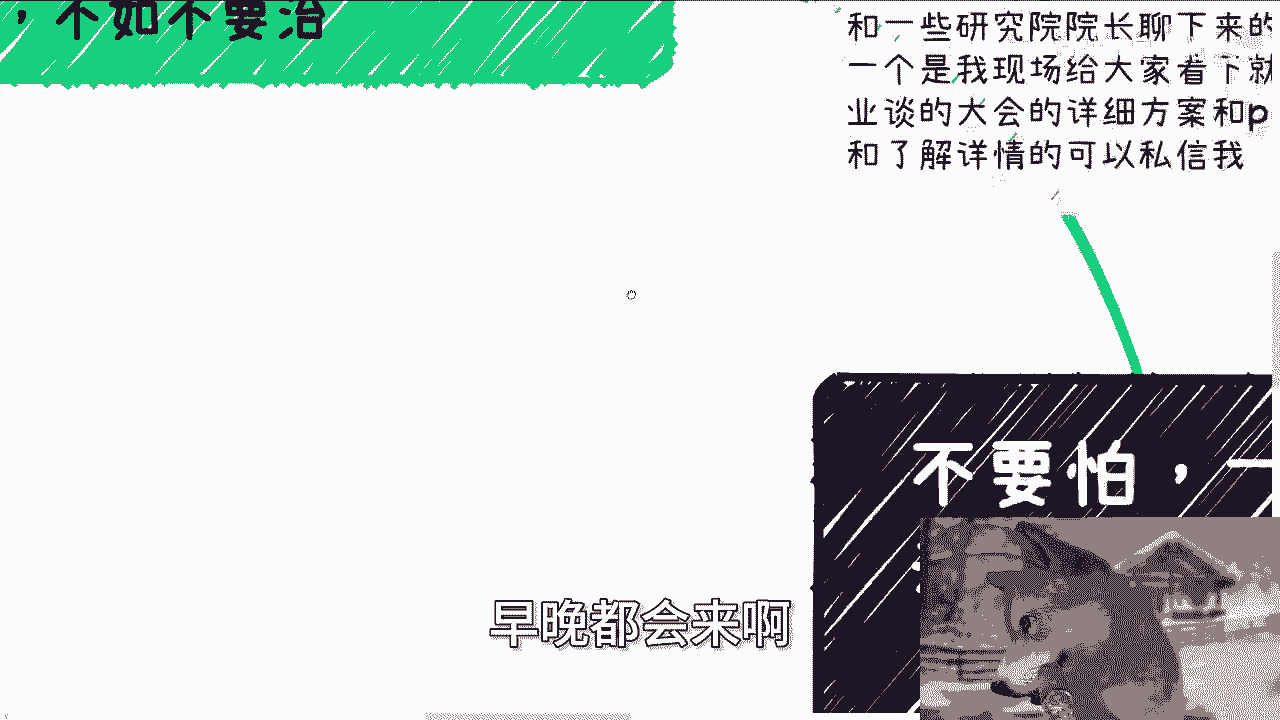 ，不如不要治
和一些研究院院长聊下来的
一个是我现场给大家看下就
业谈的大会的详细方案和p
和了解详情的可以私信我
不要怕，一
早晚都会来啊